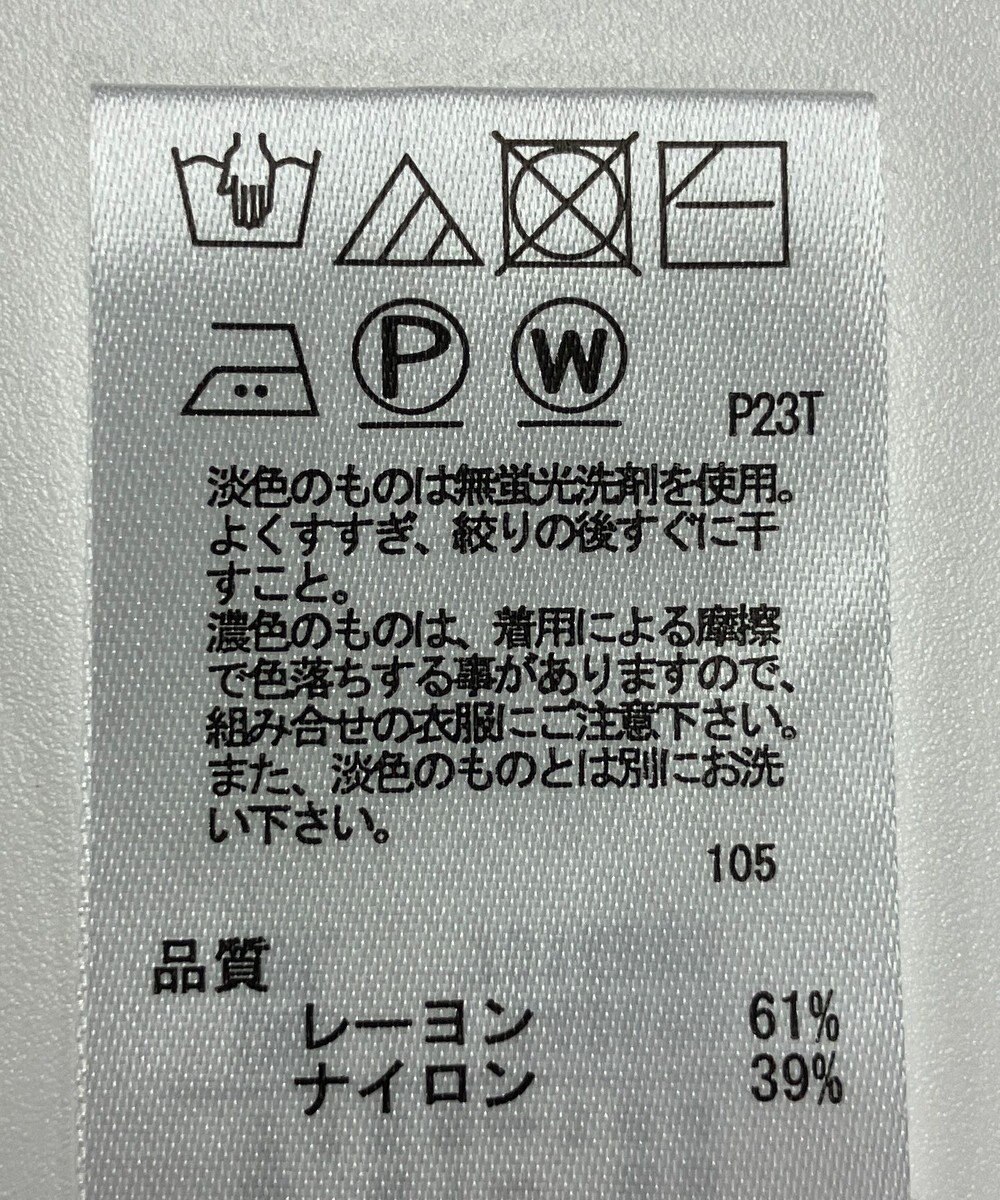 P W
P23T
淡色のものは無蛍光洗剤を使用。
よくすすぎ、絞りの後すぐに干
すこと。
濃色のものは、着用による摩擦
で色落ちする事がありますので、
組み合せの衣服にご注意下さい。
また、淡色のものとは別にお洗
い下さい。
105
品質
レーヨン 61%
ナイロン 39%